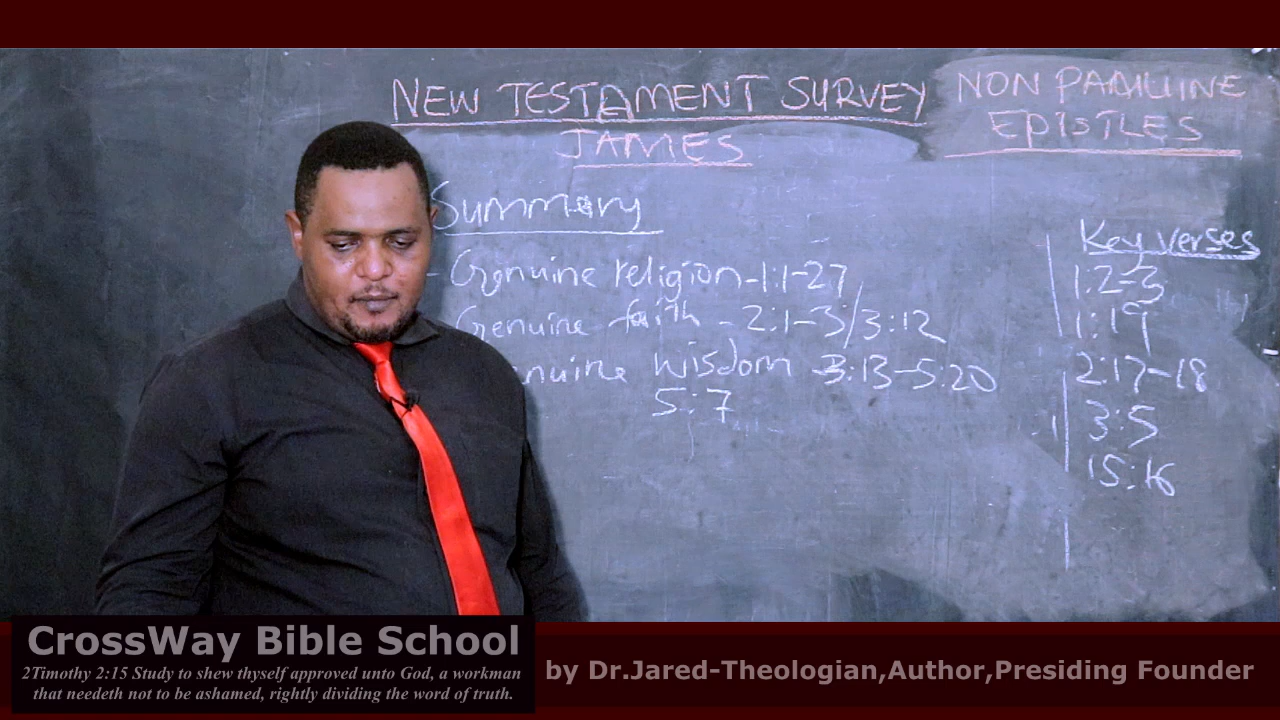 NEW TESTAMENT SURVEY
JAMES
NON PAULINE
EPISTLES
Summary
- Genuine religion - 1:1-27
Genuine faith - 2:1-3/3:12
nuine wisdom 3:13-5:20
5:7
Key verses
1:2-3
1:19
2:17-18
3:5
15:16
CrossWay Bible School
2Timothy 2:15 Study to shew thyself approved unto God, a workman
that needeth not to be ashamed, rightly dividing the word of truth.
by Dr.Jared-Theologian,Author,Presiding Founder